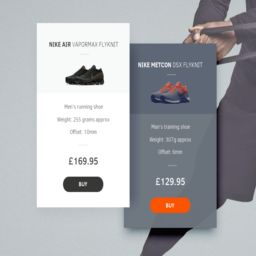 NIKE AIR VAPORMAX FLYKNIT
Men's running shoe
Weight: 255 grams approx
Offset: 10mm
£169.95
BUY
NIKE METCON DSX FLYKNIT
Men's training shoe
Weight: 307g approx
Offset: 6mm
£129.95
BUY